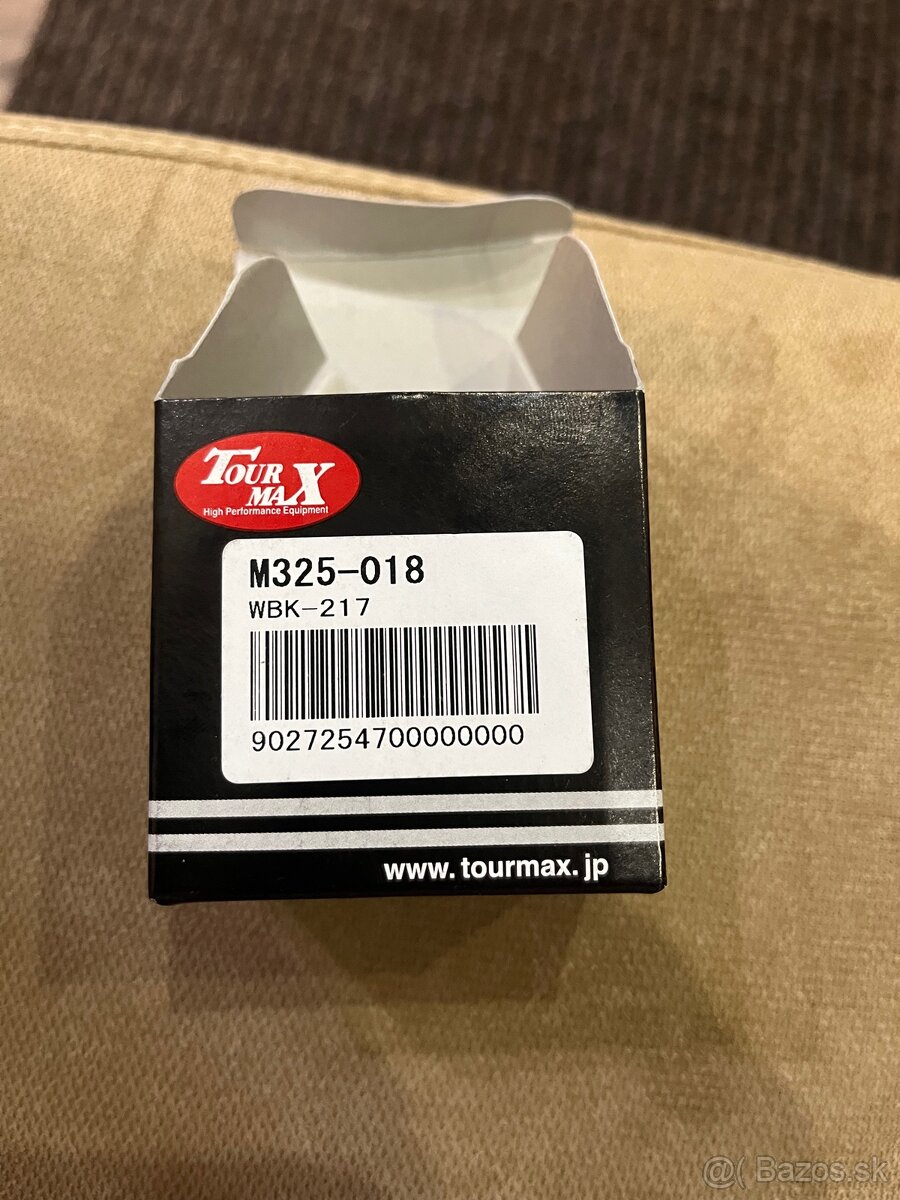 TOUR
MAX
High Performance Equipment
M325-018
WBK-217
9027254700000000
www.tourmax.jp
@( Bazos.sk